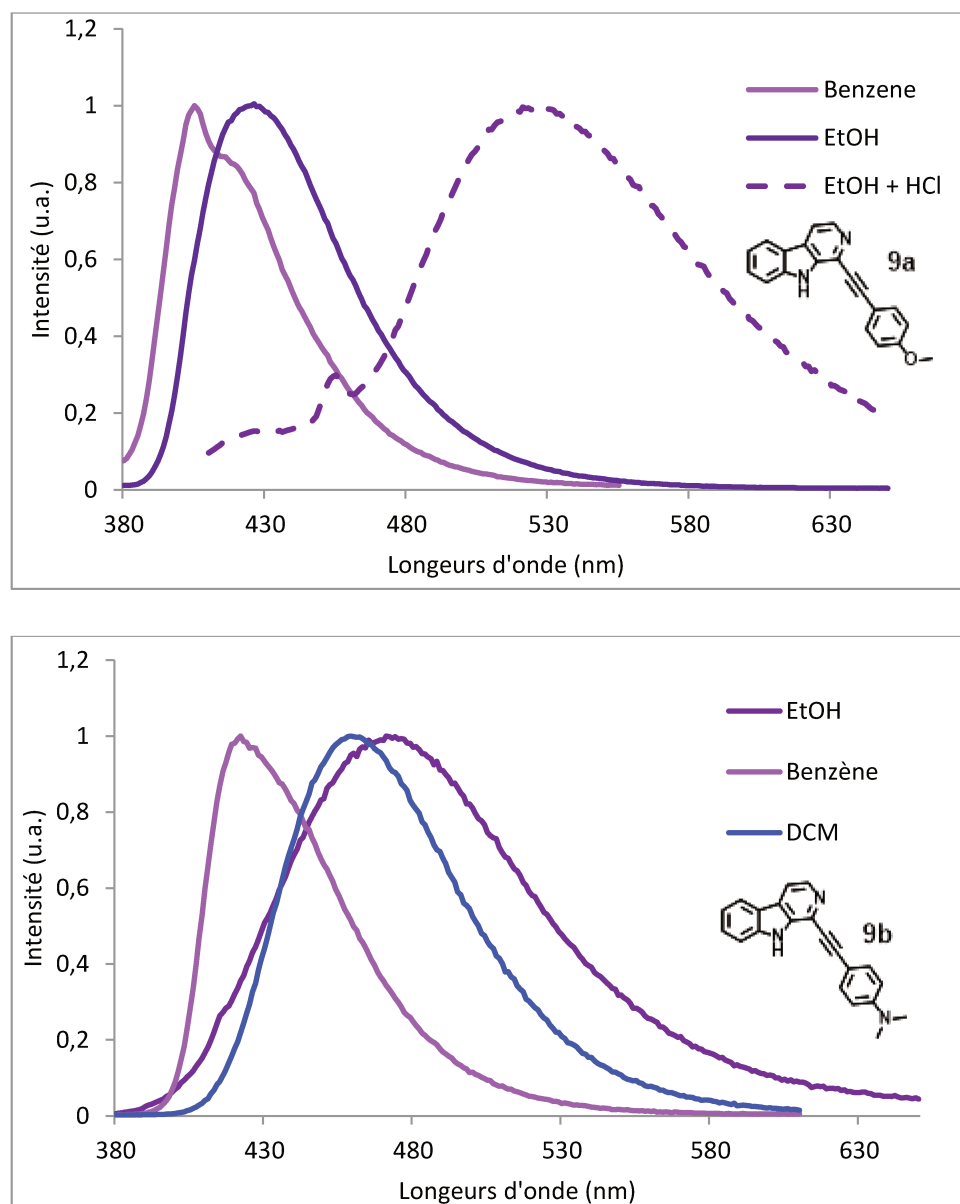 1,2
1
0,8
0,6
0,4
0,2
0
Intensité (u.a.)
Benzene
EtOH
EtOH + HCl
N
N
H
O
9a
380 430 480 530 580 630
Longeurs d'onde (nm)
1,2
1
0,8
0,6
0,4
0,2
0
Intensité (u.a.)
EtOH
Benzène
DCM
N
N
H
N
9b
380 430 480 530 580 630
Longeurs d'onde (nm)